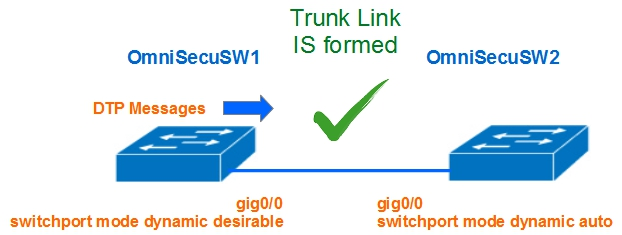 Trunk Link
IS formed
OmniSecuSW1
OmniSecuSW2
DTP Messages
gig0/0
switchport mode dynamic desirable
gig0/0
switchport mode dynamic auto